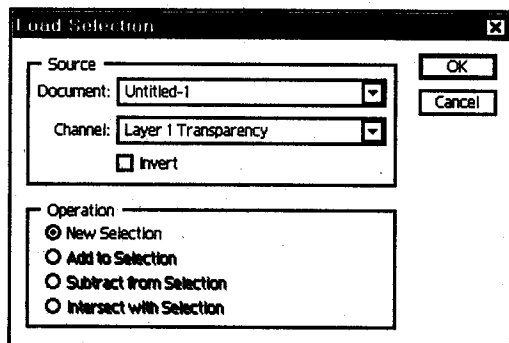 Load Selection
Source
Document: Untitled-1
Channel: Layer 1 Transparency
Invert
OK
Cancel
Operation
New Selection
Add to Selection
Subtract from Selection
Intersect with Selection